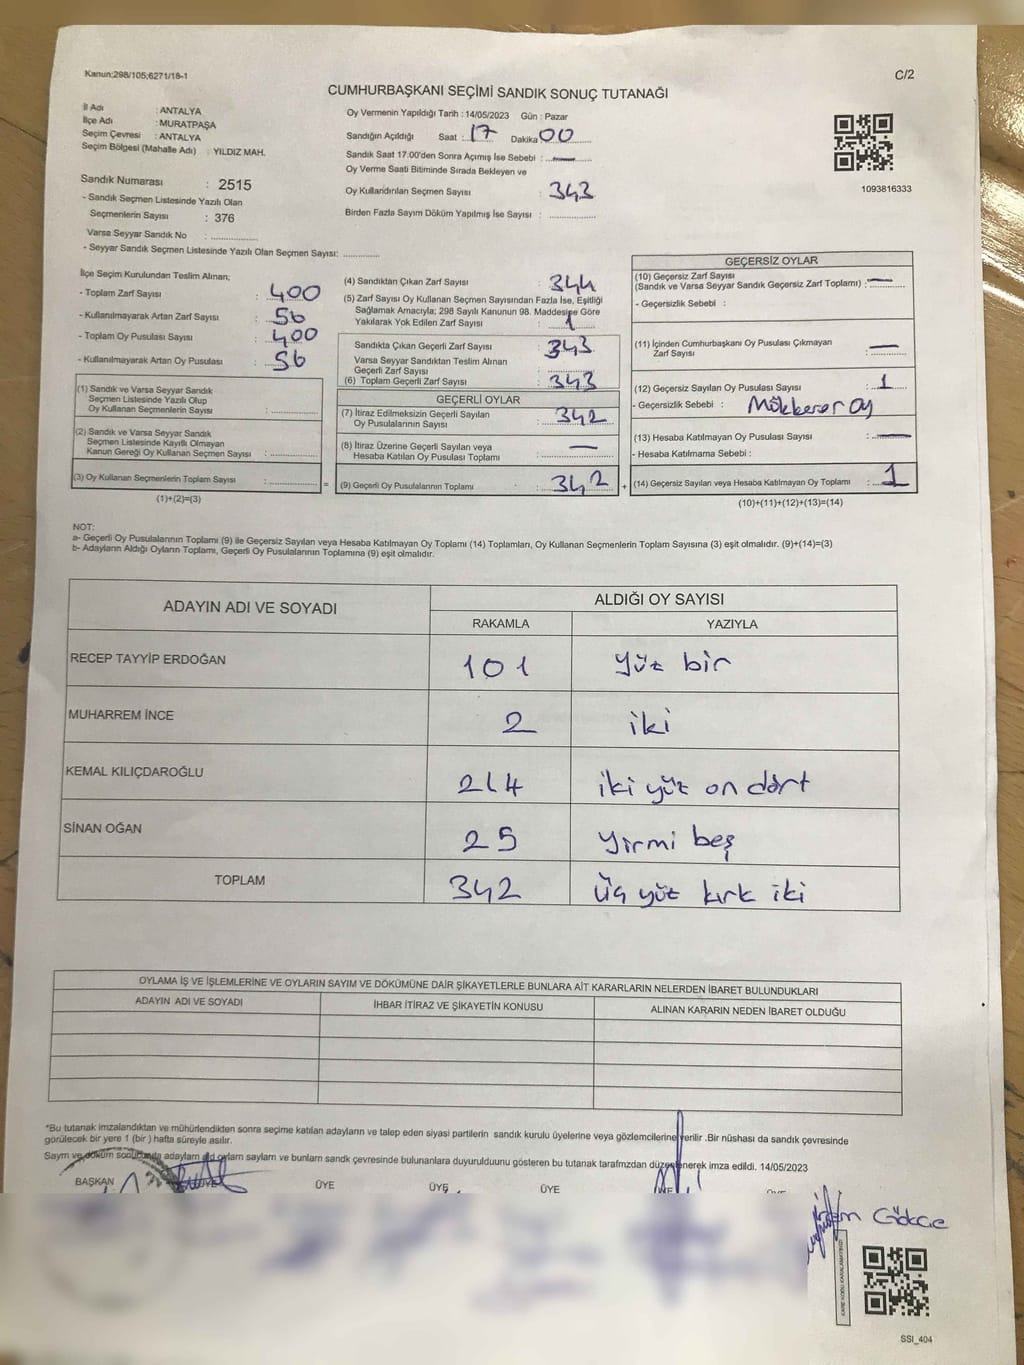 Kanun:298/105;6271/18-1
C/2
CUMHURBAŞKANI SEÇİMİ SANDIK SONUÇ TUTANAĞI
İl Adı : ANTALYA
İlçe Adı : MURATPAŞA
Seçim Çevresi : ANTALYA
Seçim Bölgesi (Mahalle Adı) : YILDIZ MAH.
Sandık Numarası : 2515
- Sandık Seçmen Listesinde Yazılı Olan
Seçmenlerin Sayısı : 376
Varsa Seyyar Sandık No :
- Seyyar Sandık Seçmen Listesinde Yazılı Olan Seçmen Sayısı:
Oy Vermenin Yapıldığı Tarih : 14/05/2023 Gün : Pazar
Sandığın Açıldığı Saat : 17 Dakika 00
Sandık Saat 17:00'den Sonra Açımış İse Sebebi : —
Oy Verme Saati Bitiminde Sırada Bekleyen ve
Oy Kullandırılan Seçmen Sayısı : 343
Birden Fazla Sayım Döküm Yapılmış İse Sayısı :
1093816333
İlçe Seçim Kurulundan Teslim Alınan;
- Toplam Zarf Sayısı : 400
- Kullanılmayarak Artan Zarf Sayısı : 56
- Toplam Oy Pusulası Sayısı : 400
- Kullanılmayarak Artan Oy Pusulası : 56
(1) Sandık ve Varsa Seyyar Sandık
Seçmen Listesinde Yazılı Olup
Oy Kullanan Seçmenlerin Sayısı :
(2) Sandık ve Varsa Seyyar Sandık
Seçmen Listesinde Kayıtlı Olmayan
Kanun Gereği Oy Kullanan Seçmen Sayısı :
(3) Oy Kullanan Seçmenlerin Toplam Sayısı :
=
(1)+(2)=(3)
(4) Sandıktan Çıkan Zarf Sayısı : 344
(5) Zarf Sayısı Oy Kullanan Seçmen Sayısından Fazla İse, Eşitliği
Sağlamak Amacıyla; 298 Sayılı Kanunun 98. Maddesine Göre
Yakılarak Yok Edilen Zarf Sayısı : 1
Sandıkta Çıkan Geçerli Zarf Sayısı : 343
Varsa Seyyar Sandıktan Teslim Alınan
Geçerli Zarf Sayısı :
(6) Toplam Geçerli Zarf Sayısı : 343
GEÇERLİ OYLAR
(7) İtiraz Edilmeksizin Geçerli Sayılan
Oy Pusulalarının Sayısı : 342
(8) İtiraz Üzerine Geçerli Sayılan veya
Hesaba Katılan Oy Pusulası Toplamı : —
(9) Geçerli Oy Pusulalarının Toplamı : 342
+
GEÇERSİZ OYLAR
(10) Geçersiz Zarf Sayısı
(Sandık ve Varsa Seyyar Sandık Geçersiz Zarf Toplamı) : —
- Geçersizlik Sebebi :
(11) İçinden Cumhurbaşkanı Oy Pusulası Çıkmayan
Zarf Sayısı : —
(12) Geçersiz Sayılan Oy Pusulası Sayısı : 1
- Geçersizlik Sebebi : Mükkerer oy
(13) Hesaba Katılmayan Oy Pusulası Sayısı : —
- Hesaba Katılmama Sebebi :
(14) Geçersiz Sayılan veya Hesaba Katılmayan Oy Toplamı : 1
(10)+(11)+(12)+(13)=(14)
NOT:
a- Geçerli Oy Pusulalarının Toplamı (9) ile Geçersiz Sayılan veya Hesaba Katılmayan Oy Toplamı (14) Toplamları, Oy Kullanan Seçmenlerin Toplam Sayısına (3) eşit olmalıdır. (9)+(14)=(3)
b- Adayların Aldığı Oyların Toplamı, Geçerli Oy Pusulalarının Toplamına (9) eşit olmalıdır.
ADAYIN ADI VE SOYADI
ALDIĞI OY SAYISI
RAKAMLA YAZIYLA
RECEP TAYYİP ERDOĞAN 101 yüz bir
MUHARREM İNCE 2 iki
KEMAL KILIÇDAROĞLU 214 iki yüz on dört
SİNAN OĞAN 25 yirmi beş
TOPLAM 342 üç yüz kırk iki
OYLAMA İŞ VE İŞLEMLERİNE VE OYLARIN SAYIM VE DÖKÜMÜNE DAİR ŞİKAYETLERLE BUNLARA AİT KARARLARIN NELERDEN İBARET BULUNDUKLARI
ADAYIN ADI VE SOYADI İHBAR İTİRAZ VE ŞİKAYETİN KONUSU ALINAN KARARIN NEDEN İBARET OLDUĞU
*Bu tutanak imzalandıktan ve mühürlendikten sonra seçime katılan adayların ve talep eden siyasi partilerin sandık kurulu üyelerine veya gözlemcilerine verilir .Bir nüshası da sandık çevresinde
görülecek bir yere 1 (bir ) hafta süreyle asılır.
Sayım ve döküm sonuçunda adayların ald oyların sayların ve bunların sandk çevresinde bulunanlara duyurulduunu gösteren bu tutanak tarafmzdan düzenlenerek imza edildi. 14/05/2023
BAŞKAN ÜYE ÜYE ÜYE
Gökce
SSI_404